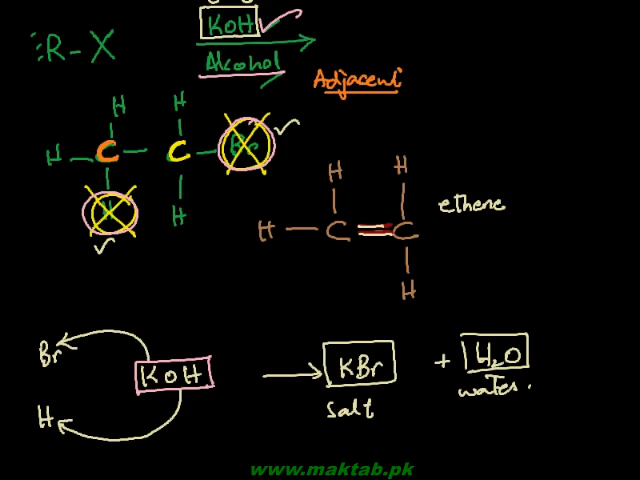 :R-X
KOH
Alcohol
Adjacent
H H
H - C - C - Br
H H
H H
H - C = C
H
ethene
Br
H
KOH → KBr + H2O
salt water.
www.maktab.pk